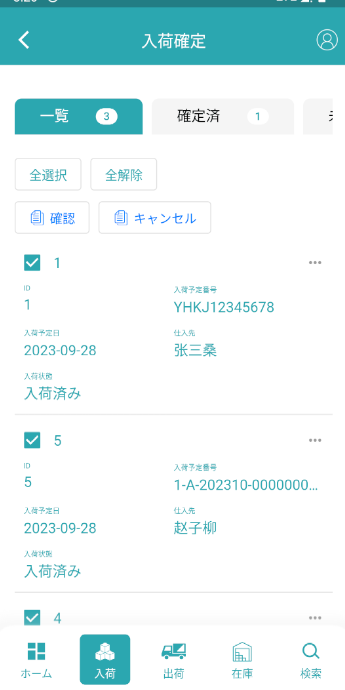 入荷確定
一覧 3 確定済 1
全選択 全解除
確認 キャンセル
1
ID 入荷予定番号
1 YHKJ12345678
入荷予定日 仕入先
2023-09-28 张三桑
入荷状態
入荷済み
5
ID 入荷予定番号
5 1-A-202310-0000000...
入荷予定日 仕入先
2023-09-28 赵子柳
入荷状態
入荷済み
4
ホーム 入荷 出荷 在庫 検索